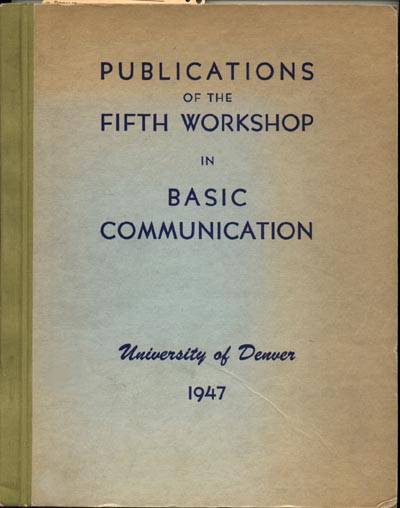 PUBLICATIONS
OF THE
FIFTH WORKSHOP
IN
BASIC
COMMUNICATION
University of Denver
1947